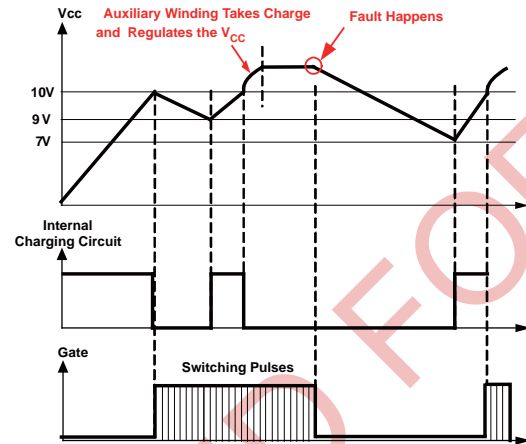 Vcc
Auxiliary Winding Takes Charge
and Regulates the VCC
Fault Happens
10V
9 V
7V
Internal
Charging Circuit
Gate
Switching Pulses